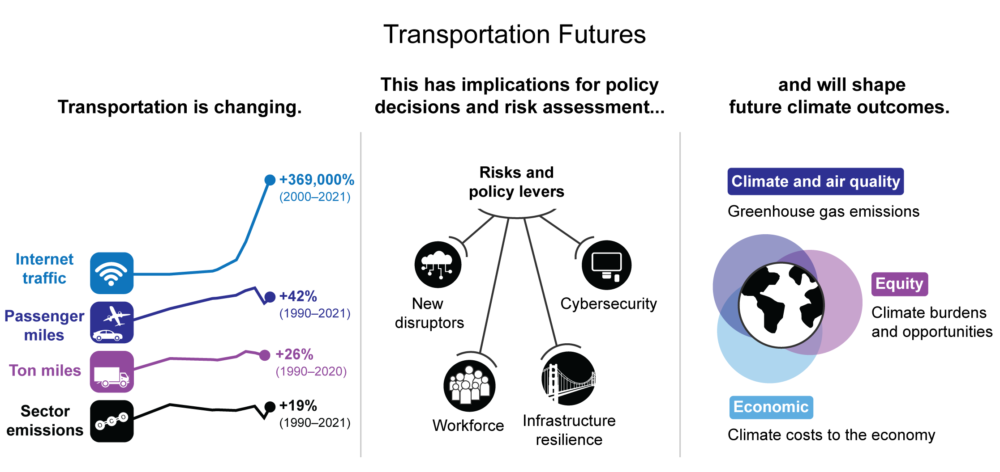 Transportation Futures
Transportation is changing.
Internet
traffic
+369,000%
(2000–2021)
Passenger
miles
+42%
(1990–2021)
Ton miles
+26%
(1990–2020)
Sector
emissions
O C O
+19%
(1990–2021)
This has implications for policy
decisions and risk assessment...
Risks and
policy levers
New
disruptors
Cybersecurity
Workforce
Infrastructure
resilience
and will shape
future climate outcomes.
Climate and air quality
Greenhouse gas emissions
Equity
Climate burdens
and opportunities
Economic
Climate costs to the economy